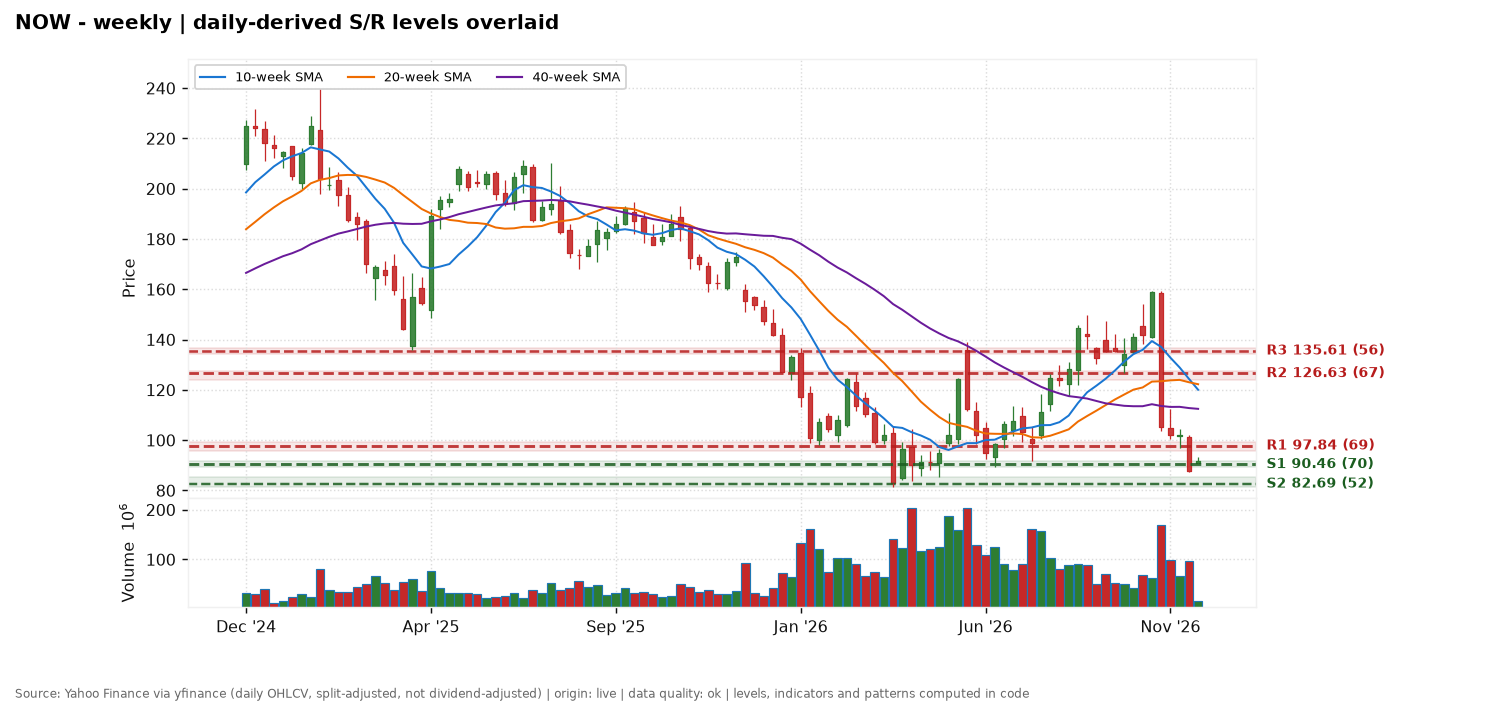 NOW - weekly | daily-derived S/R levels overlaid
10-week SMA
20-week SMA
40-week SMA
Price
240
220
200
180
160
140
120
100
80
R3 135.61 (56)
R2 126.63 (67)
R1 97.84 (69)
S1 90.46 (70)
S2 82.69 (52)
Volume 10⁶
200
100
Dec '24
Apr '25
Sep '25
Jan '26
Jun '26
Nov '26
Source: Yahoo Finance via yfinance (daily OHLCV, split-adjusted, not dividend-adjusted) | origin: live | data quality: ok | levels, indicators and patterns computed in code